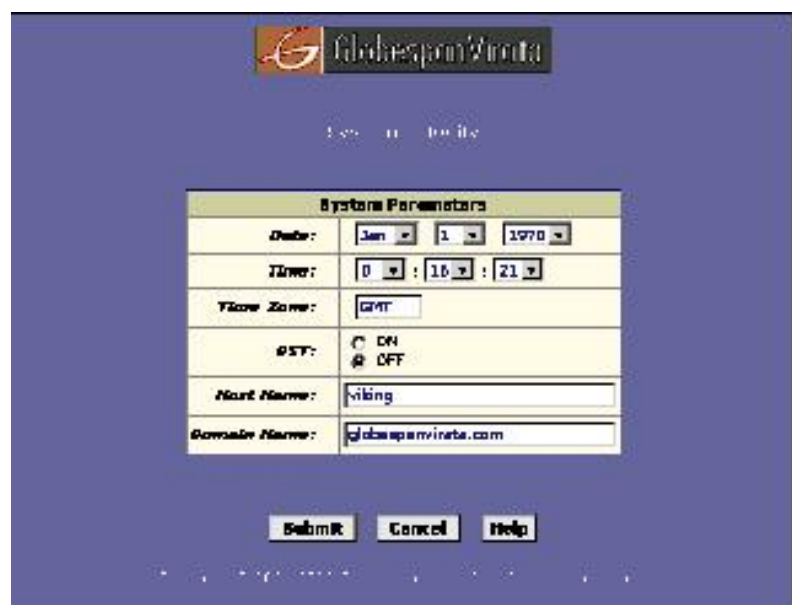 GlobespanVirata
System Parameters
Date: Jan 1 1970
Time: 0 : 16 : 21
Time Zone: GMT
DST: ON
OFF
Host Name: viking
Domain Name: globespanvirata.com
Submit Cancel Help